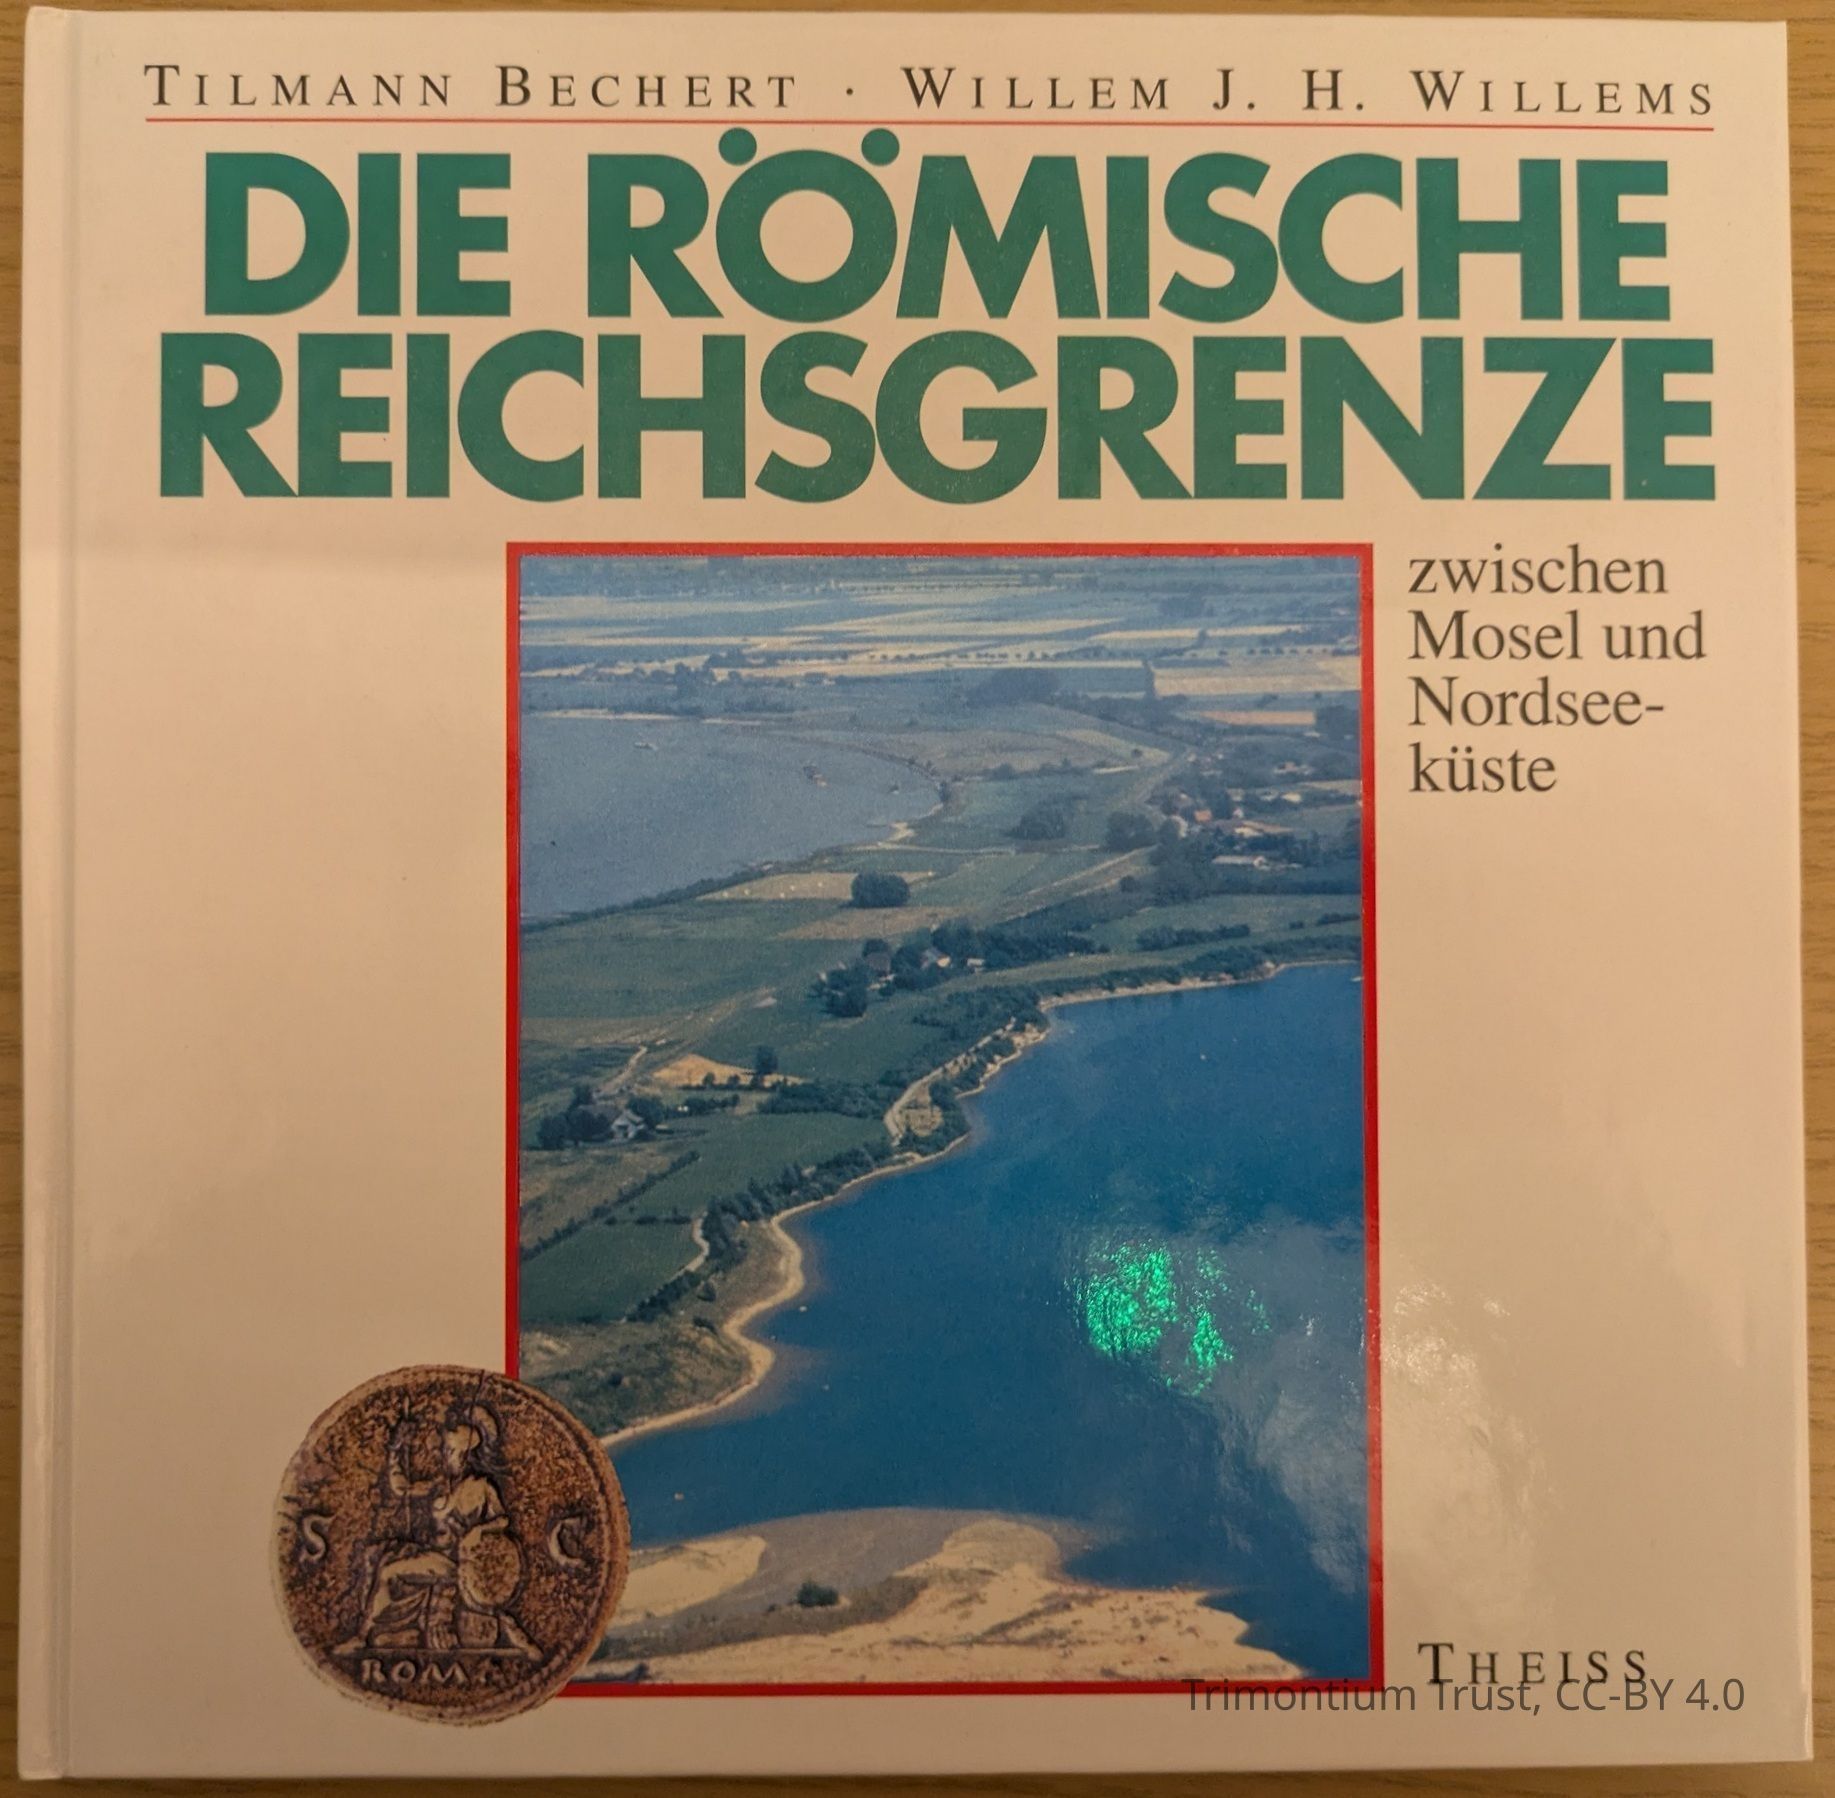 TILMANN BECHERT · WILLEM J. H. WILLEMS
DIE RÖMISCHE
REICHSGRENZE
zwischen
Mosel und
Nordsee-
küste
S C
ROMA
THEISS
Trimontium Trust, CC-BY 4.0